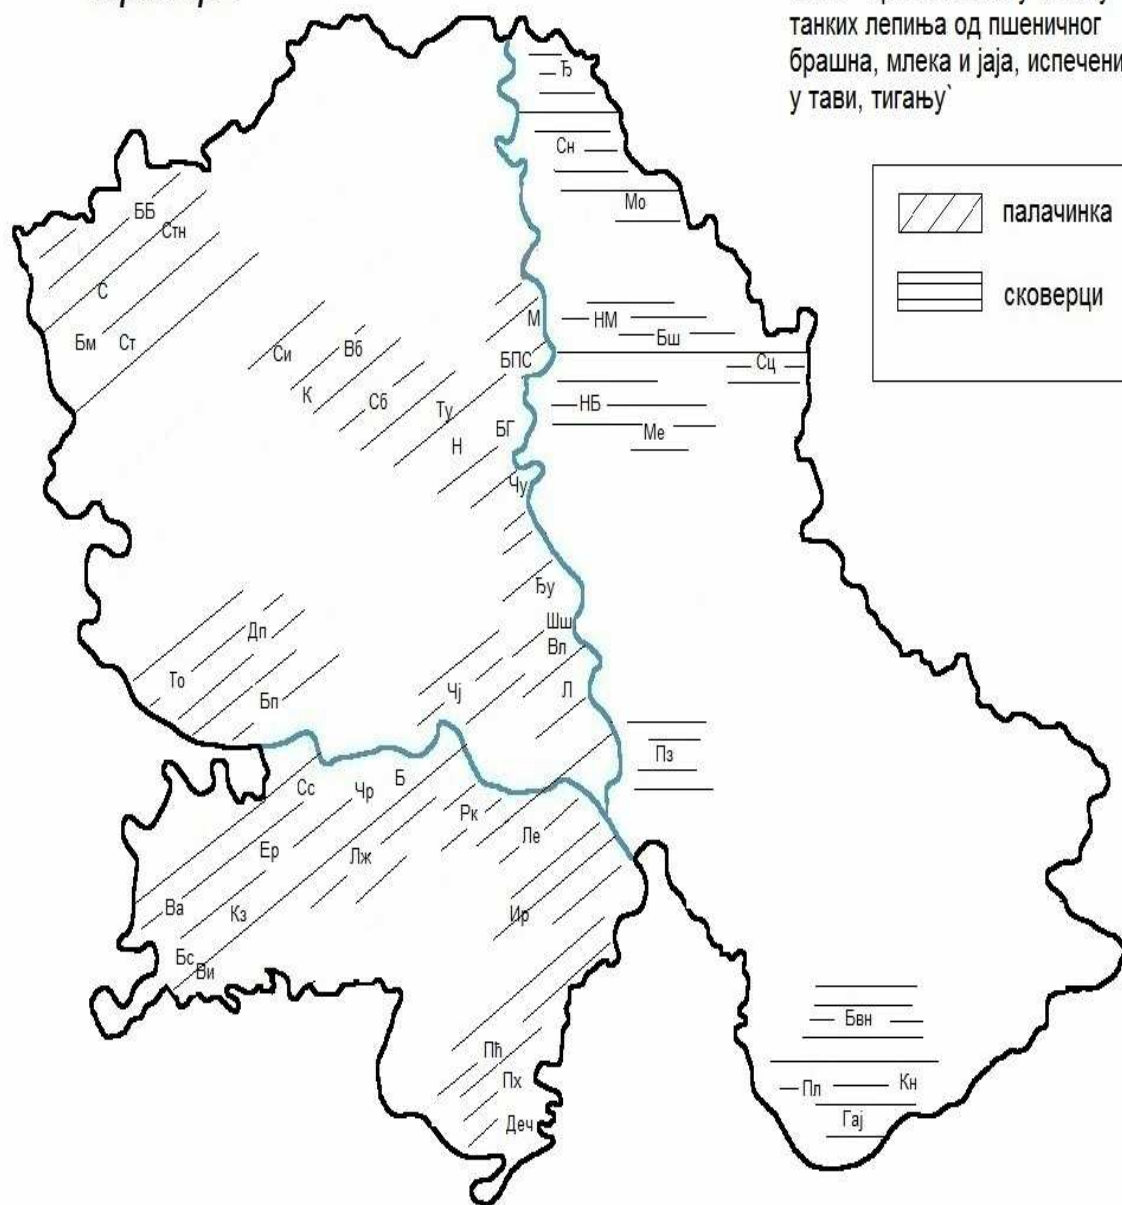 танких лепиња од пшеничног
брашна, млека и јаја, испечени
у тави, тигању`
палачинка
сковерци
Ђ
Сн
Мо
ББ
Стн
С
Бм Ст
М
НМ
Бш
Си
Вб
БПС
Сц
К
Сб
Ту
НБ
БГ
Ме
Н
Чу
Ђу
Шш
Дп
Вл
То
Чј
Л
Бп
Пз
Сс
Чр
Б
Рк
Ле
Ер
Лж
Ва
Кз
Ир
Бс
Ви
Бвн
Пћ
Пх
Пл
Кн
Деч
Гај